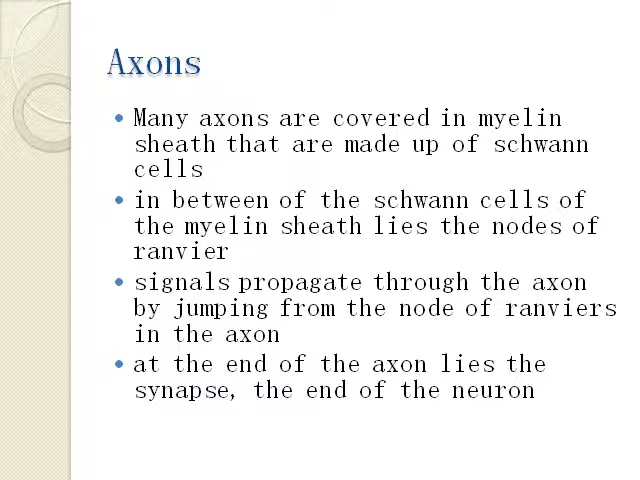 Axons
• Many axons are covered in myelin
sheath that are made up of schwann
cells
• in between of the schwann cells of
the myelin sheath lies the nodes of
ranvier
• signals propagate through the axon
by jumping from the node of ranviers
in the axon
• at the end of the axon lies the
synapse, the end of the neuron